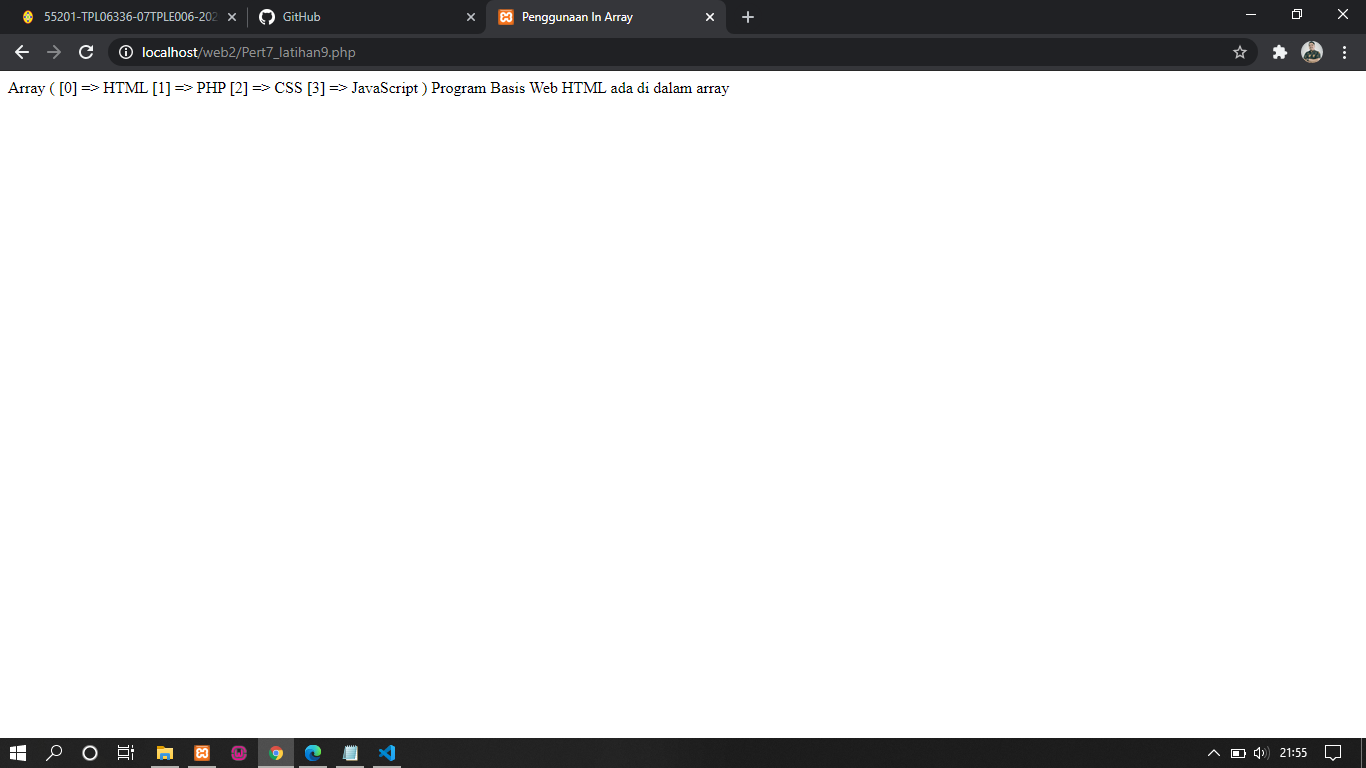 55201-TPL06336-07TPLE006-202
GitHub
Penggunaan In Array
localhost/web2/Pert7_latihan9.php
Array ( [0] => HTML [1] => PHP [2] => CSS [3] => JavaScript ) Program Basis Web HTML ada di dalam array
21:55